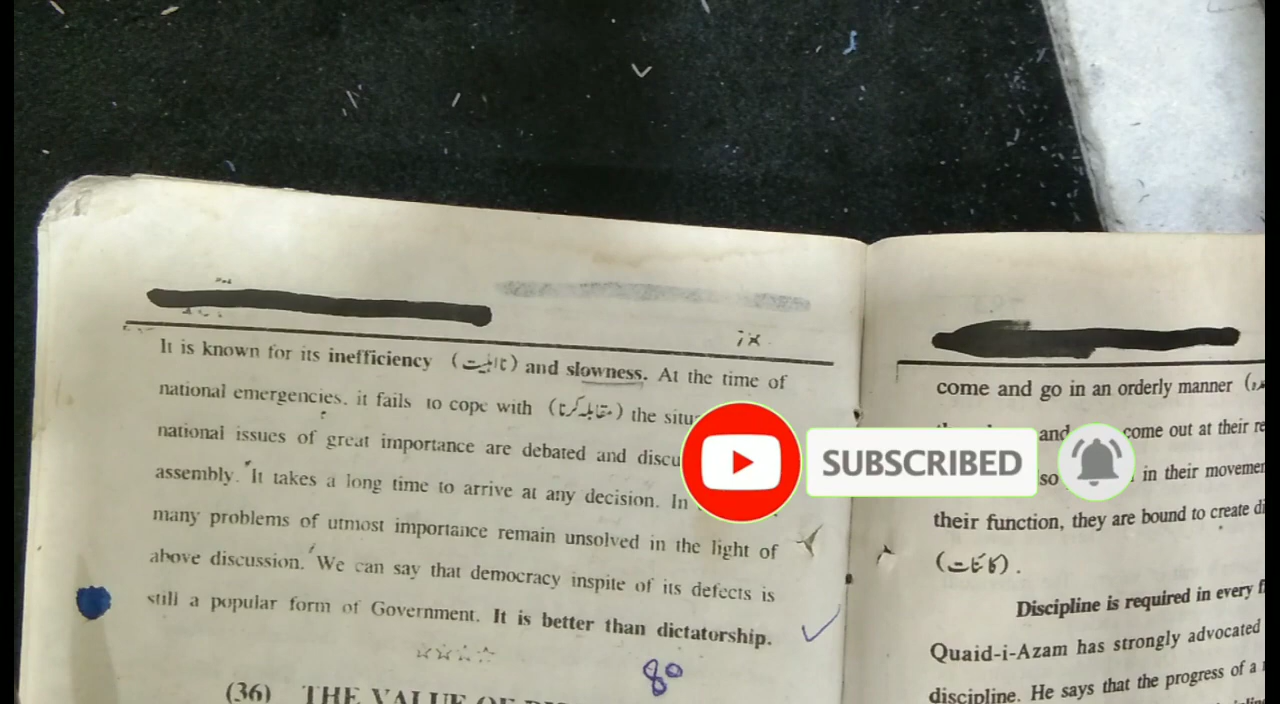 It is known for its inefficiency (نااہلیت) and slowness. At the time of
national emergencies, it fails to cope with (مقابلہ کرنا) the
national issues of great importance are debated and
assembly. It takes a long time to arrive at any decision. In
many problems of utmost importance remain unsolved in the light of
above discussion. We can say that democracy inspite of its defects is
still a popular form of Government. It is better than dictatorship.
80
(36) THE VALUE OF
SUBSCRIBED
come and go in an orderly manner
and come out at their
so in their
their function, they are bound to create
(کائنات).
Discipline is required in every
Quaid-i-Azam has strongly advocated
discipline. He says that the progress of a